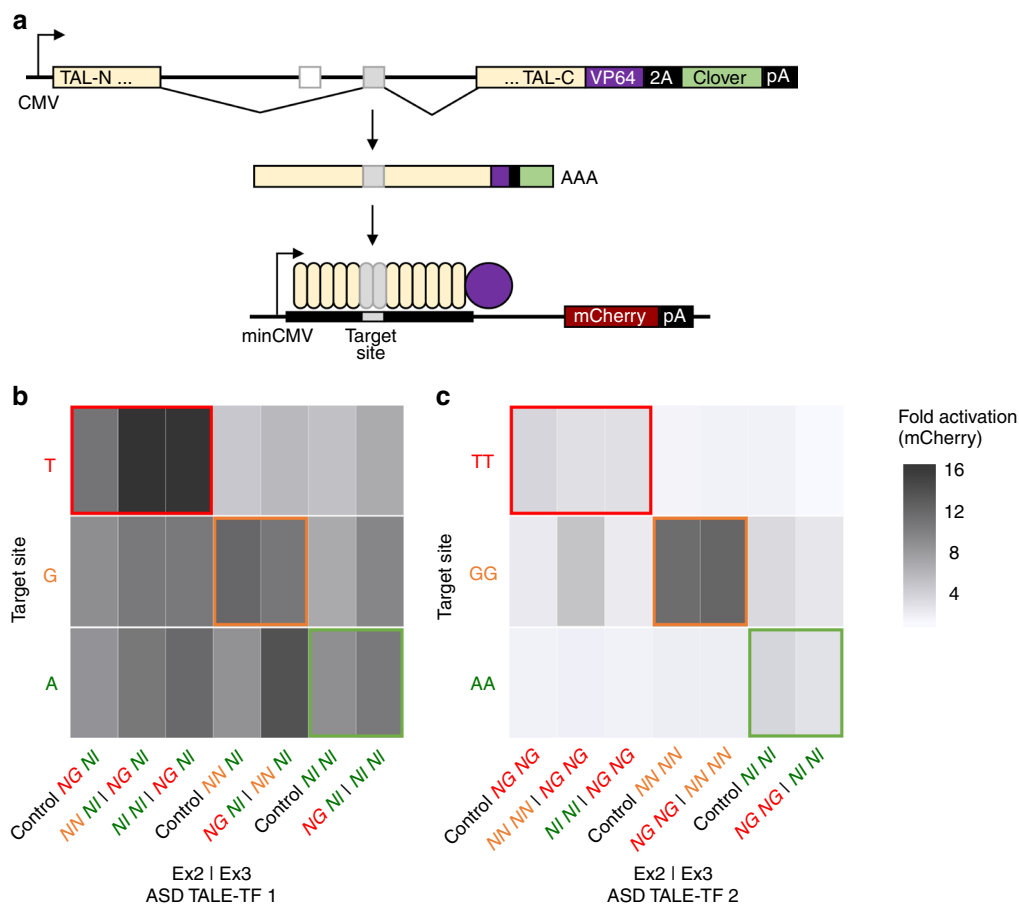 a
TAL-N ...
... TAL-C
VP64
2A
Clover
pA
CMV
AAA
minCMV
Target
site
mCherry
pA
b
c
T
G
A
Target site
Control NG NI
NN NI | NG NI
NI NI | NG NI
Control NN NI
NG NI | NN NI
Control NI NI
NG NI | NI NI
Ex2 | Ex3
ASD TALE-TF 1
TT
GG
AA
Target site
Control NG NG
NN NN | NG NG
NI NI | NG NG
Control NN NN
NG NG | NN NN
Control NI NI
NG NG | NI NI
Ex2 | Ex3
ASD TALE-TF 2
Fold activation
(mCherry)
16
12
8
4